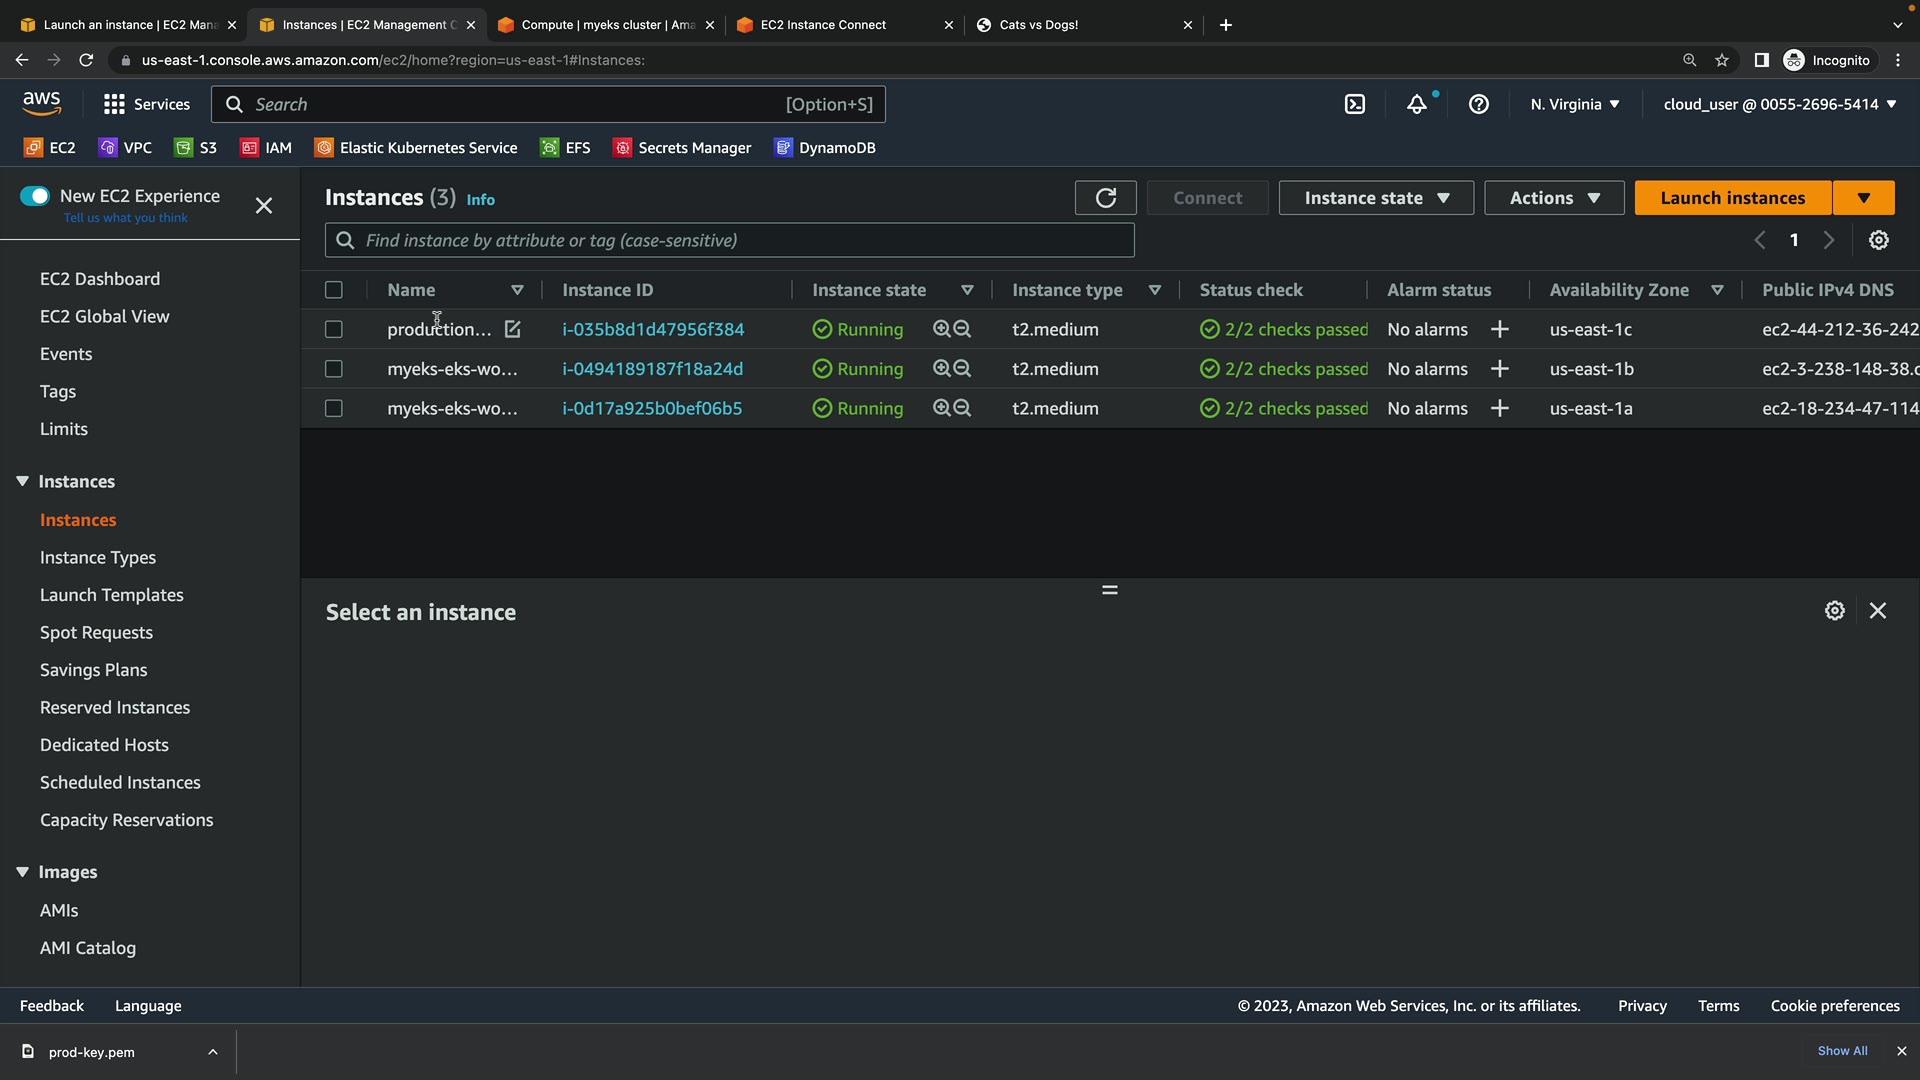 Launch an instance | EC2 Mana
Instances | EC2 Management C
Compute | myeks cluster | Ama
EC2 Instance Connect
Cats vs Dogs!
us-east-1.console.aws.amazon.com/ec2/home?region=us-east-1#Instances:
Incognito
aws
Services
Search
[Option+S]
N. Virginia
cloud_user @ 0055-2696-5414
EC2
VPC
S3
IAM
Elastic Kubernetes Service
EFS
Secrets Manager
DynamoDB
New EC2 Experience
Tell us what you think
EC2 Dashboard
EC2 Global View
Events
Tags
Limits
Instances
Instances
Instance Types
Launch Templates
Spot Requests
Savings Plans
Reserved Instances
Dedicated Hosts
Scheduled Instances
Capacity Reservations
Images
AMIs
AMI Catalog
Instances (3) Info
Connect
Instance state
Actions
Launch instances
Find instance by attribute or tag (case-sensitive)
1
Name Instance ID Instance state Instance type Status check Alarm status Availability Zone Public IPv4 DNS
production... i-035b8d1d47956f384 Running t2.medium 2/2 checks passed No alarms us-east-1c ec2-44-212-36-242
myeks-eks-wo... i-0494189187f18a24d Running t2.medium 2/2 checks passed No alarms us-east-1b ec2-3-238-148-38.c
myeks-eks-wo... i-0d17a925b0bef06b5 Running t2.medium 2/2 checks passed No alarms us-east-1a ec2-18-234-47-114
Select an instance
Feedback
Language
© 2023, Amazon Web Services, Inc. or its affiliates.
Privacy
Terms
Cookie preferences
prod-key.pem
Show All